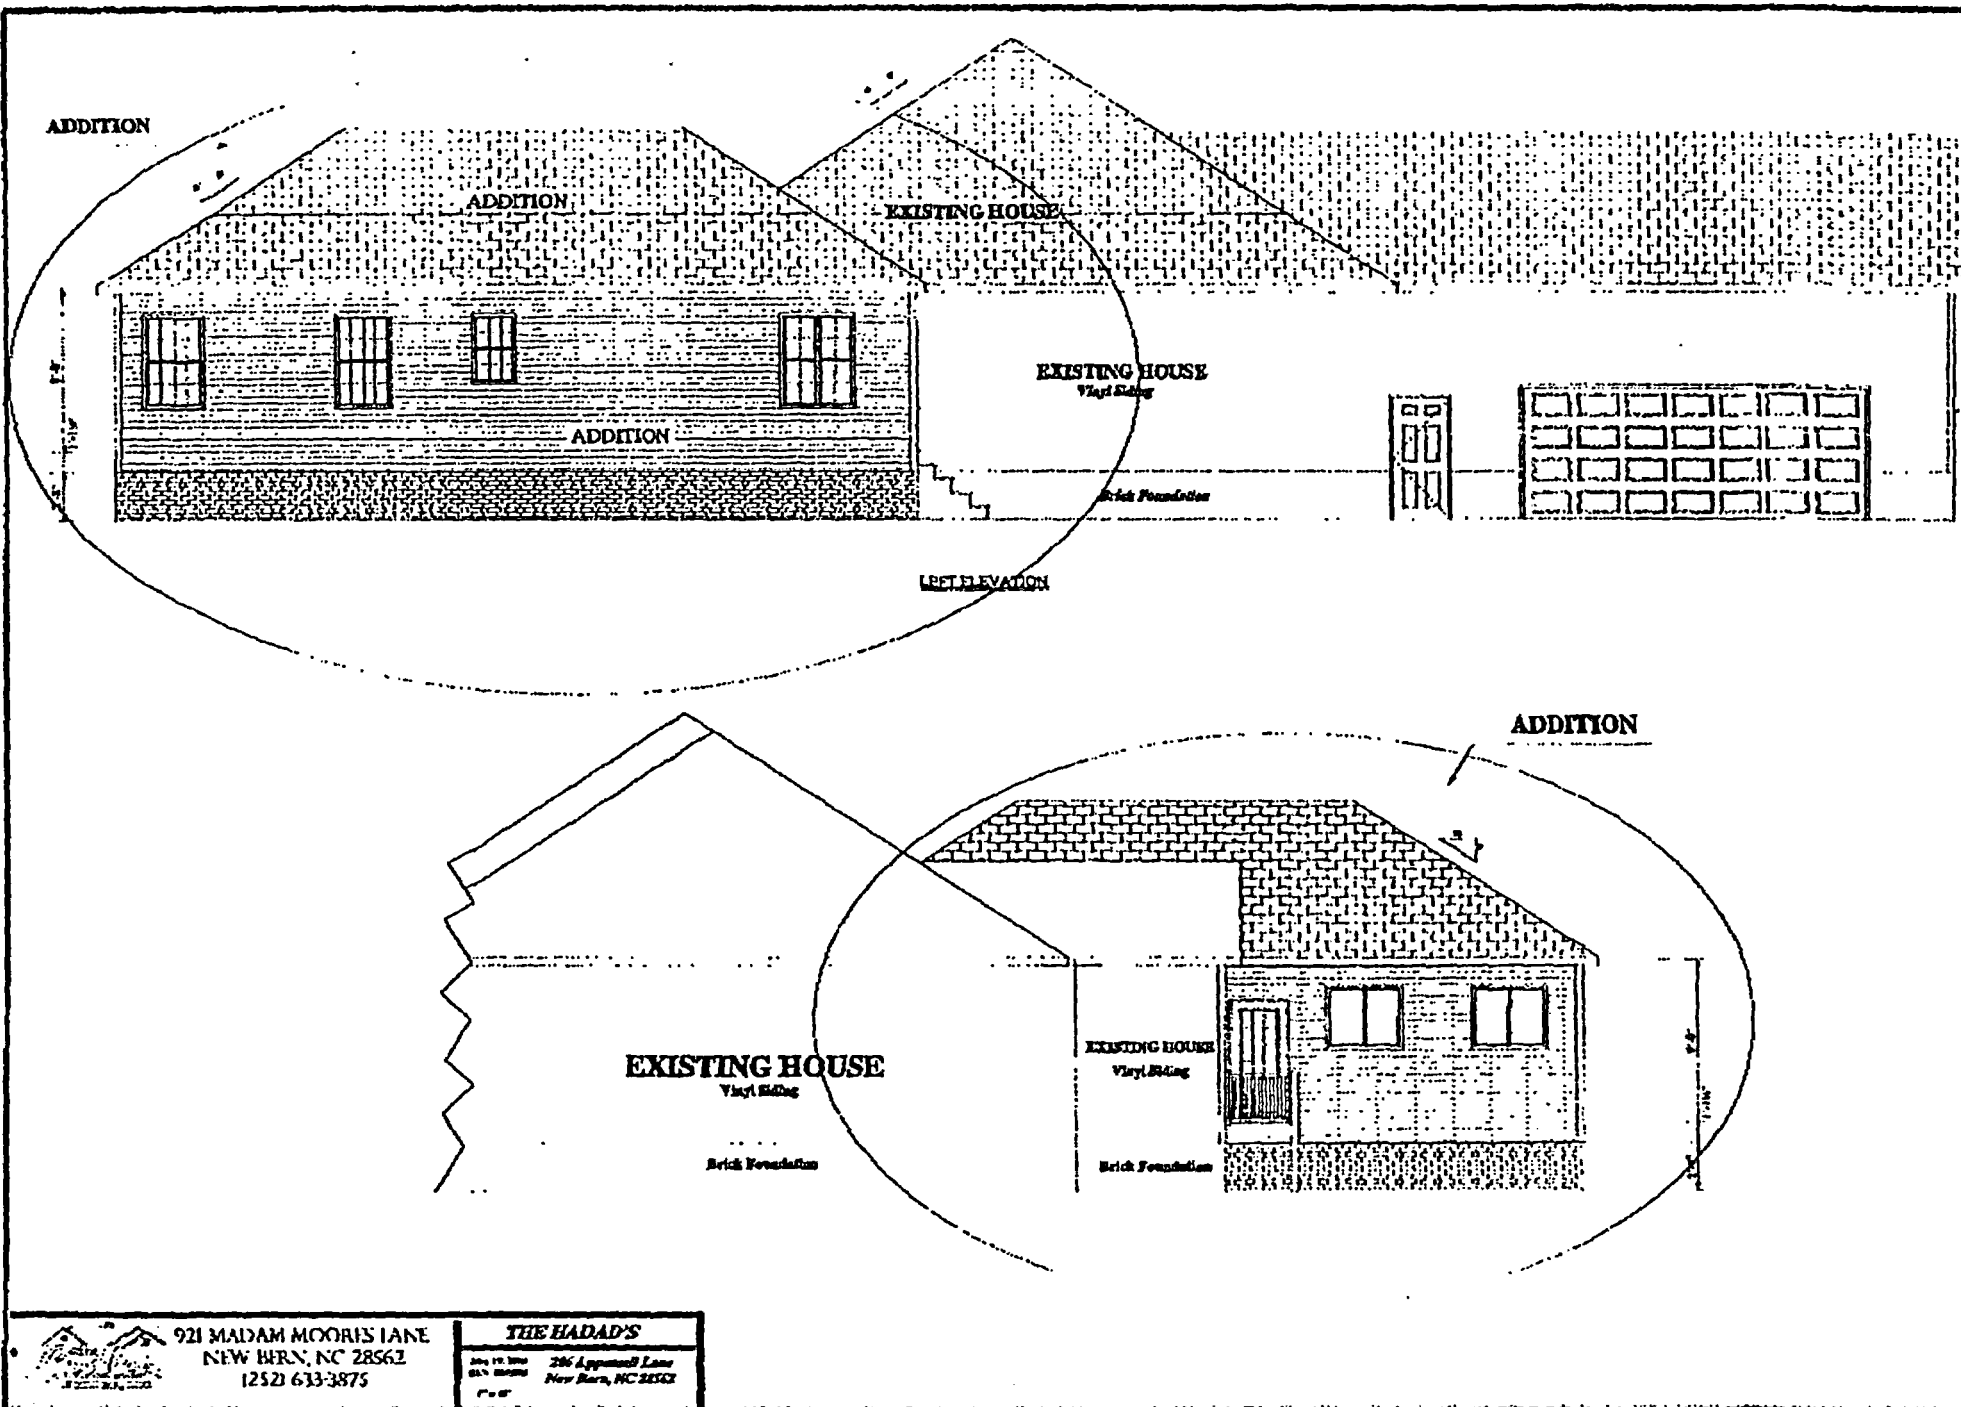 ADDITION
ADDITION
EXISTING HOUSE
EXISTING HOUSE
Vinyl Siding
ADDITION
Brick Foundation
LEFT ELEVATION
ADDITION
EXISTING HOUSE
Vinyl Siding
EXISTING HOUSE
Vinyl Siding
Brick Foundation
Brick Foundation
921 MADAM MOORES LANE
NEW BERN, NC 28562
(252) 633-3875
THE HADAD'S
Lane
New Bern, NC 28562